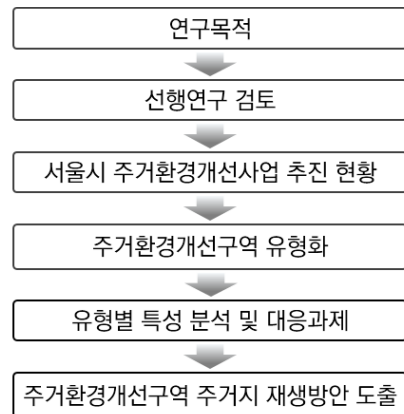 연구목적
선행연구 검토
서울시 주거환경개선사업 추진 현황
주거환경개선구역 유형화
유형별 특성 분석 및 대응과제
주거환경개선구역 주거지 재생방안 도출